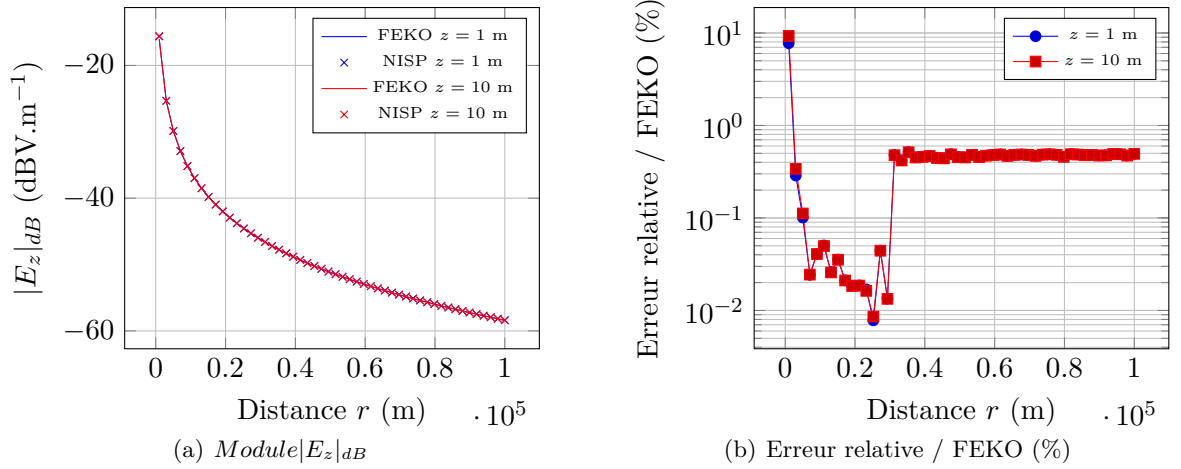 FEKO z = 1 m
NISP z = 1 m
FEKO z = 10 m
NISP z = 10 m
−20
−40
−60
|E_z|_{dB} (dBV.m^{−1})
0 0.2 0.4 0.6 0.8 1
Distance r (m)
· 10^5
(a) Module|E_z|_{dB}
z = 1 m
z = 10 m
10^1
10^0
10^{−1}
10^{−2}
Erreur relative / FEKO (%)
0 0.2 0.4 0.6 0.8 1
Distance r (m)
· 10^5
(b) Erreur relative / FEKO (%)